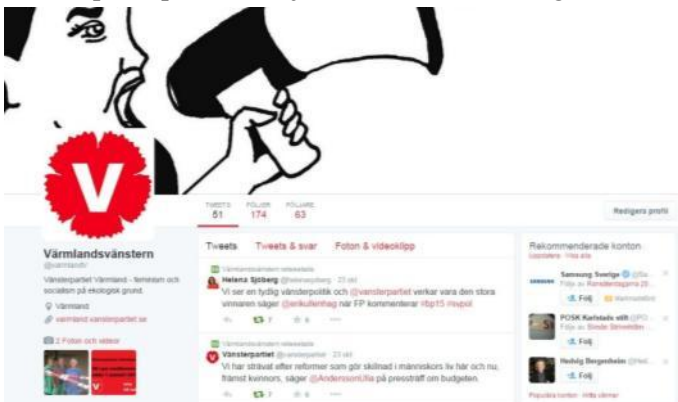 V
TWEETS FÖLJER FÖLJARE
51 174 63
Redigera profil
Värmlandsvänstern
Vänsterpartiet Värmland - feminism och
socialism på ekologisk grund.
Värmland
varmland.vansterpartiet.se
2 Foton och videor
Tweets Tweets & svar Foton & videoklipp
Värmlandsvänstern retweetade
Helena Sjöberg @helenasjoberg · 23 okt
Vi ser en tydlig vänderpolitik och @vansterpartiet verkar vara den stora
vinnaren säger @erikullenhag när FP kommenterar #bp15 #svpol
7 6
Värmlandsvänstern retweetade
Vänsterpartiet @vansterpartiet · 23 okt
Vi har strävat efter reformer som gör skillnad i människors liv här och nu,
främst kvinnors, säger @AnderssonUlla på pressträff om budgeten.
7
Rekommenderade konton
Uppdatera · Visa alla
Samsung Sverige
SAMSUNG
Följ
POSK Karlstads stift
Följ
Hedvig Bergenheim
Följ
Populära konton · Hitta vänner